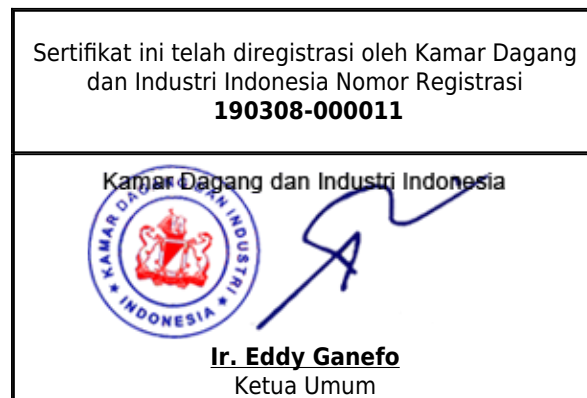 Sertifikat ini telah diregistrasi oleh Kamar Dagang
dan Industri Indonesia Nomor Registrasi
190308-000011
Kamar Dagang dan Industri Indonesia
KAMAR DAGANG DAN INDUSTRI
INDONESIA
Ir. Eddy Ganefo
Ketua Umum